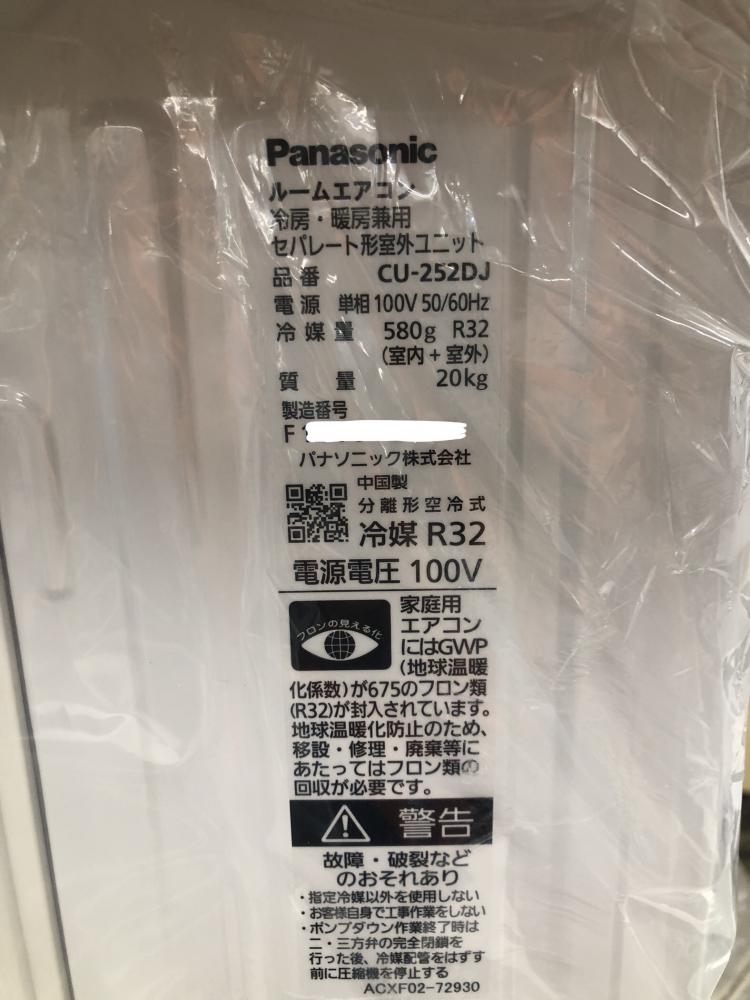 Panasonic
ルームエアコン
冷房・暖房兼用
セパレート形室外ユニット
品番 CU-252DJ
電源 単相100V 50/60Hz
冷媒量 580g R32
(室内+室外)
質量 20kg
製造番号
F
パナソニック株式会社
中国製
分離形空冷式
冷媒 R32
電源電圧 100V
フロンの見える化
家庭用
エアコン
にはGWP
(地球温暖
化係数)が675のフロン類
(R32)が封入されています。
地球温暖化防止のため、
移設・修理・廃棄等に
あたってはフロン類の
回収が必要です。
警告
故障・破裂など
のおそれあり
・指定冷媒以外を使用しない
・お客様自身で工事作業をしない
・ポンプダウン作業終了時は
二・三方弁の完全閉鎖を
行った後、冷媒配管をはずす
前に圧縮機を停止する
ACXF02-72930